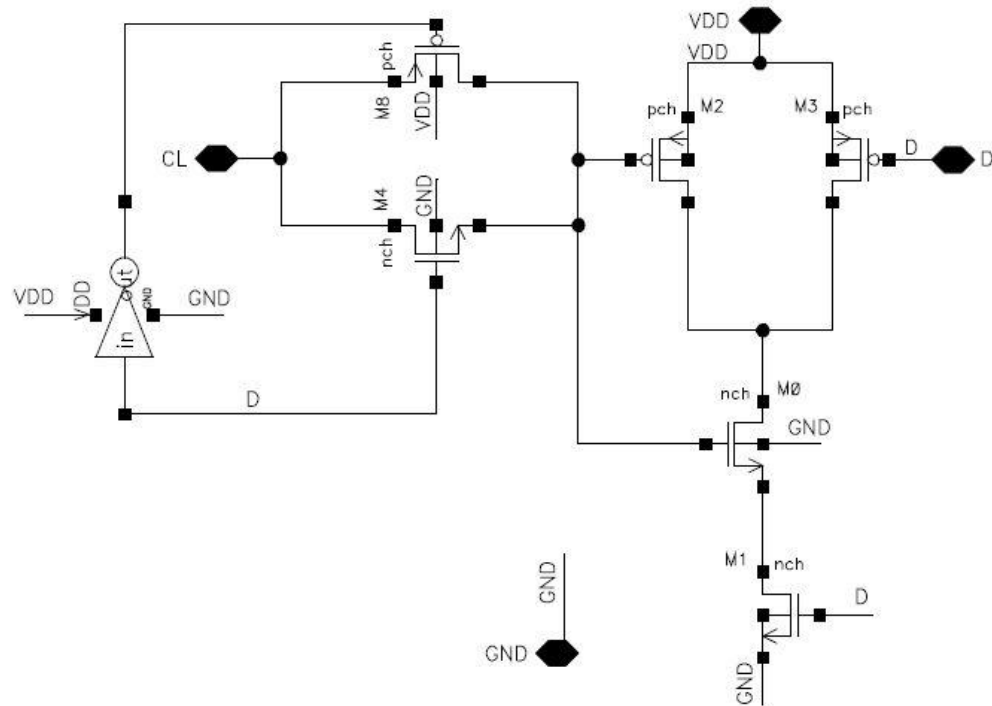 VDD
VDD
pch
M8
VDD
pch
M2
M3
pch
CL
D
D
M4
GND
nch
VDD
VDD
out
GND
GND
in
D
nch
M0
GND
M1
nch
GND
D
GND
GND